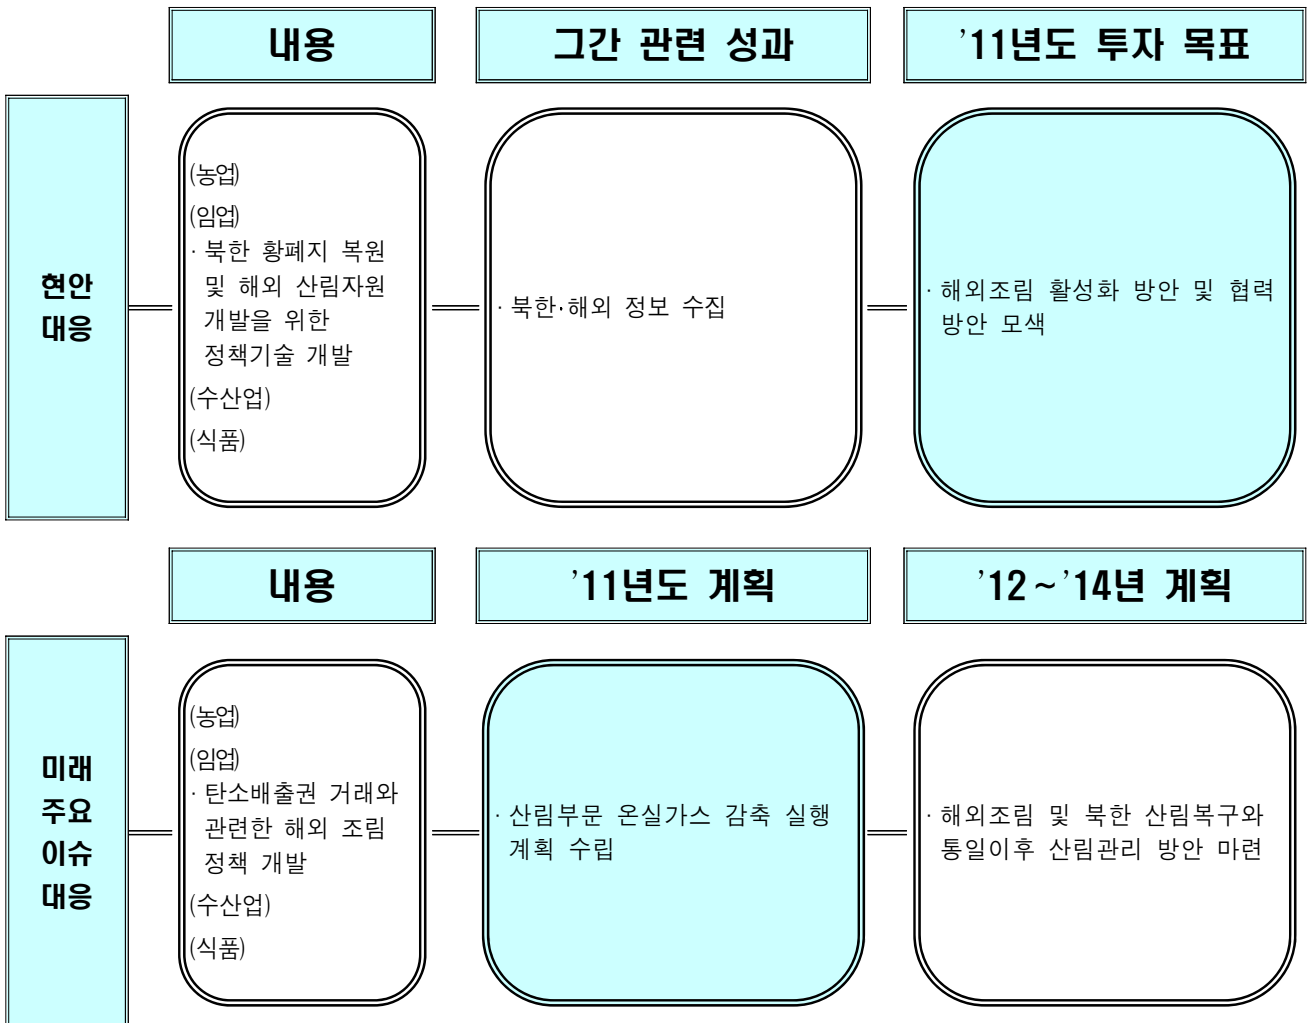 내용
그간 관련 성과
’11년도 투자 목표
현안
대응
(농업)
(임업)
· 북한 황폐지 복원
및 해외 산림자원
개발을 위한
정책기술 개발
(수산업)
(식품)
· 북한·해외 정보 수집
· 해외조림 활성화 방안 및 협력
방안 모색
내용
’11년도 계획
’12～’14년 계획
미래
주요
이슈
대응
(농업)
(임업)
· 탄소배출권 거래와
관련한 해외 조림
정책 개발
(수산업)
(식품)
· 산림부문 온실가스 감축 실행
계획 수립
· 해외조림 및 북한 산림복구와
통일이후 산림관리 방안 마련